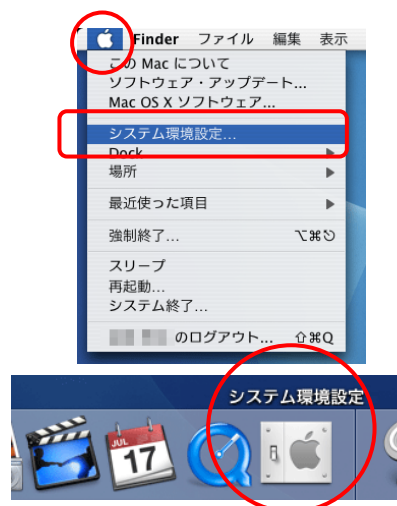 Finder ファイル 編集 表示
この Mac について
ソフトウェア・アップデート...
Mac OS X ソフトウェア...
システム環境設定...
Dock
場所
最近使った項目
強制終了... ⌥⌘⎋
スリープ
再起動...
システム終了...
のログアウト... ⇧⌘Q
システム環境設定
JUL
17